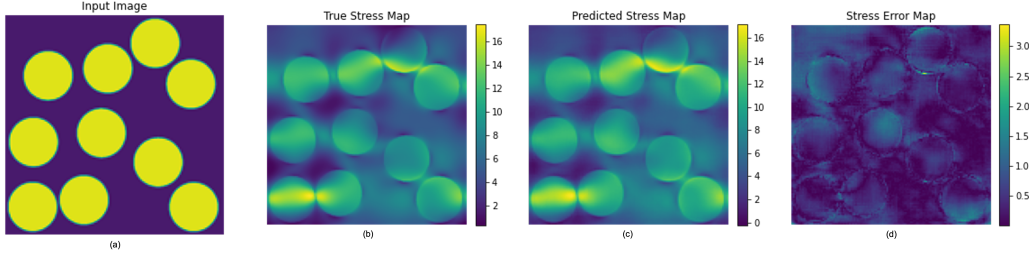 Input Image
True Stress Map
Predicted Stress Map
Stress Error Map
16
14
12
10
8
6
4
2
16
14
12
10
8
6
4
2
0
3.0
2.5
2.0
1.5
1.0
0.5
(a)
(b)
(c)
(d)